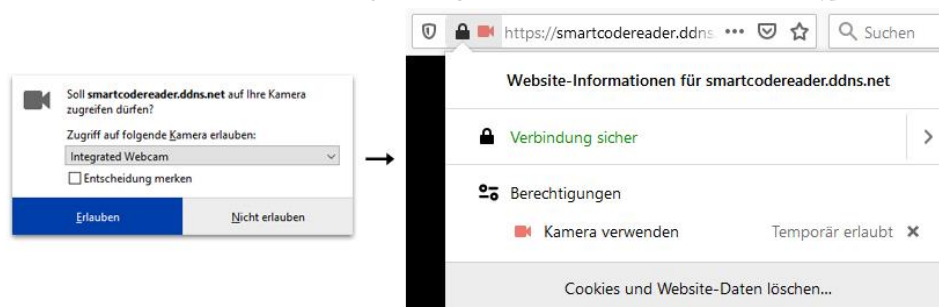 Soll smartcodereader.ddns.net auf Ihre Kamera
zugreifen dürfen?
Zugriff auf folgende Kamera erlauben:
Integrated Webcam
Entscheidung merken
Erlauben
Nicht erlauben
https://smartcodereader.ddns.
Suchen
Website-Informationen für smartcodereader.ddns.net
Verbindung sicher
Berechtigungen
Kamera verwenden
Temporär erlaubt
Cookies und Website-Daten löschen...